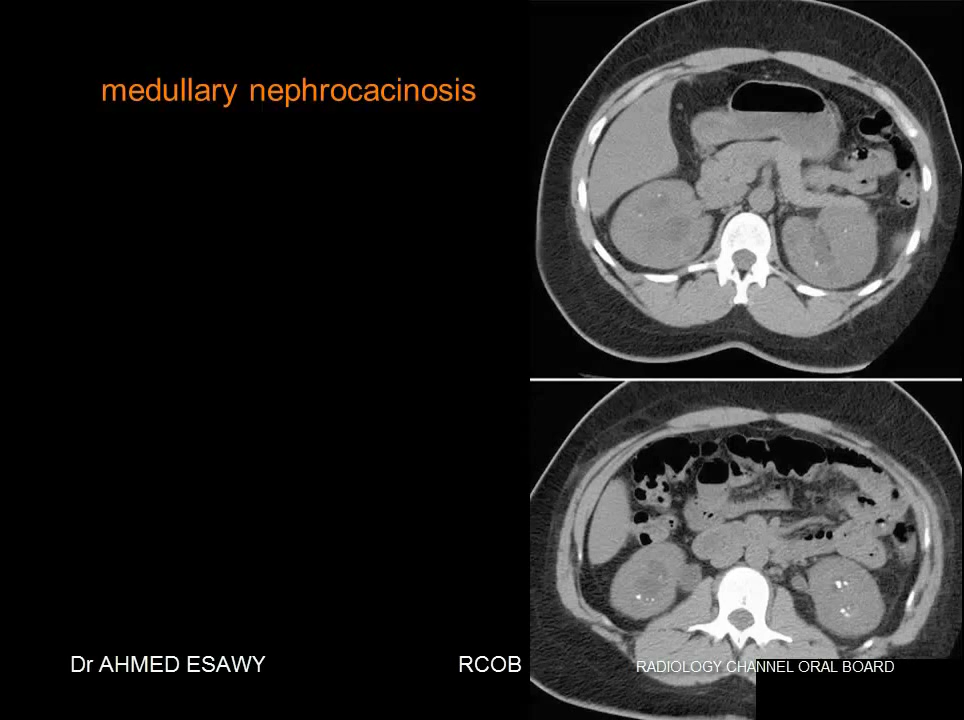 medullary nephrocacinosis
Dr AHMED ESAWY
RCOB
RADIOLOGY CHANNEL ORAL BOARD